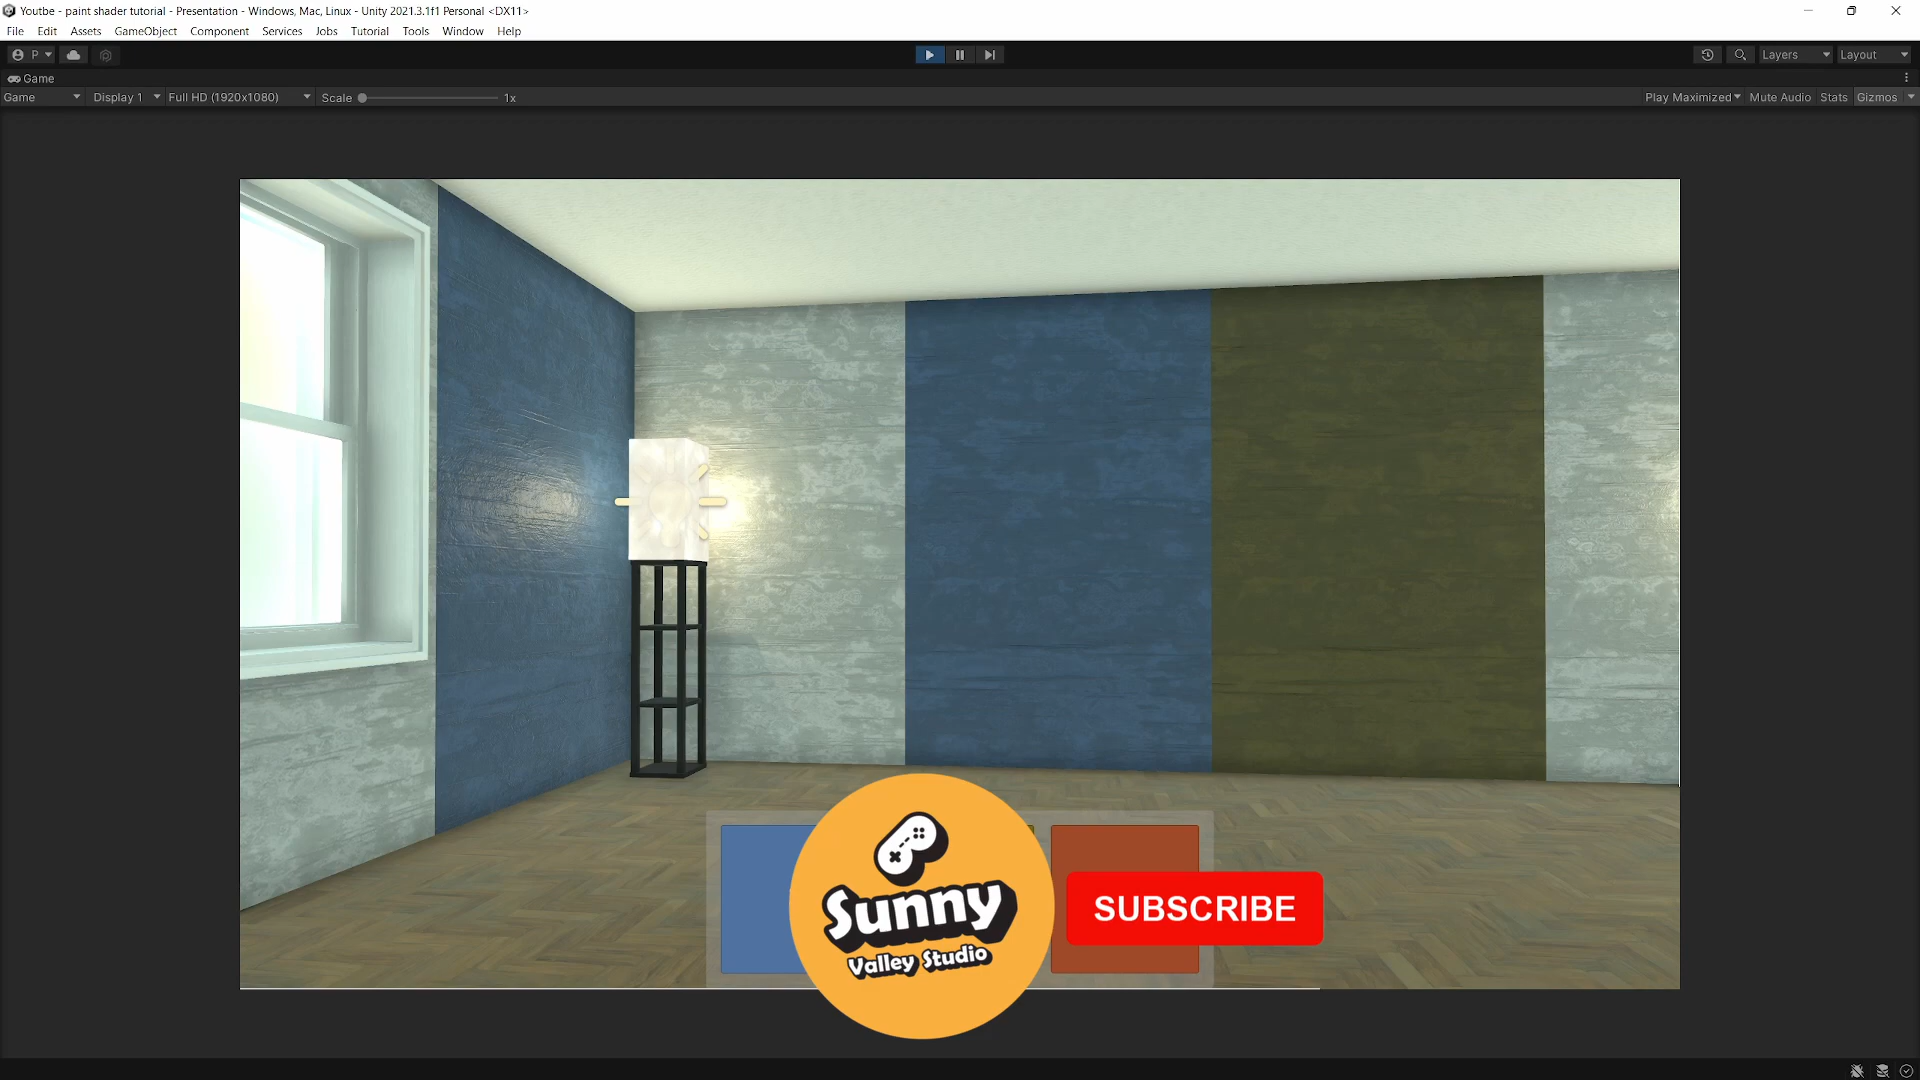 Youtbe - paint shader tutorial - Presentation - Windows, Mac, Linux - Unity 2021.3.1f1 Personal <DX11>
File Edit Assets GameObject Component Services Jobs Tutorial Tools Window Help
P Layers Layout
Game
Game Display 1 Full HD (1920x1080) Scale 1x Play Maximized Mute Audio Stats Gizmos
Sunny
Valley Studio
SUBSCRIBE